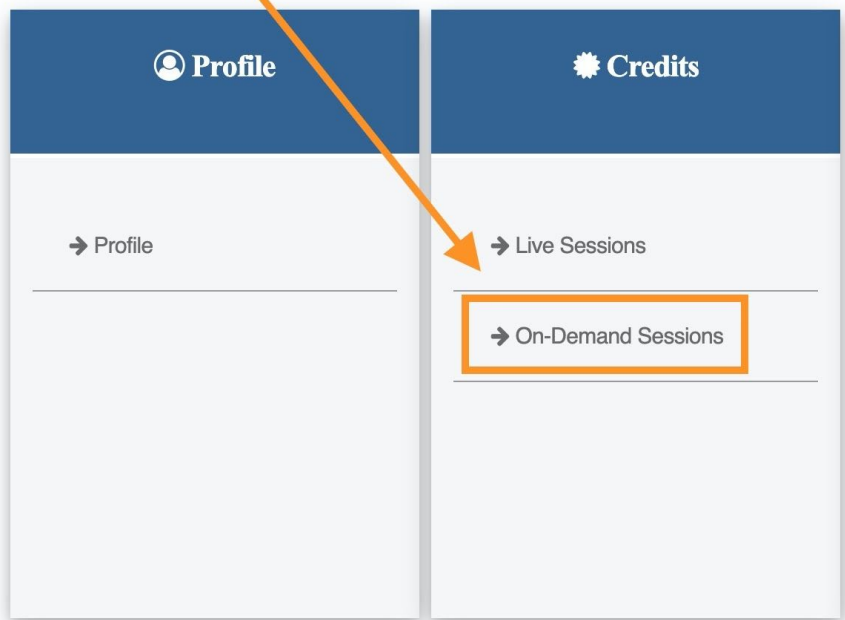 Profile
Profile
Credits
Live Sessions
On-Demand Sessions